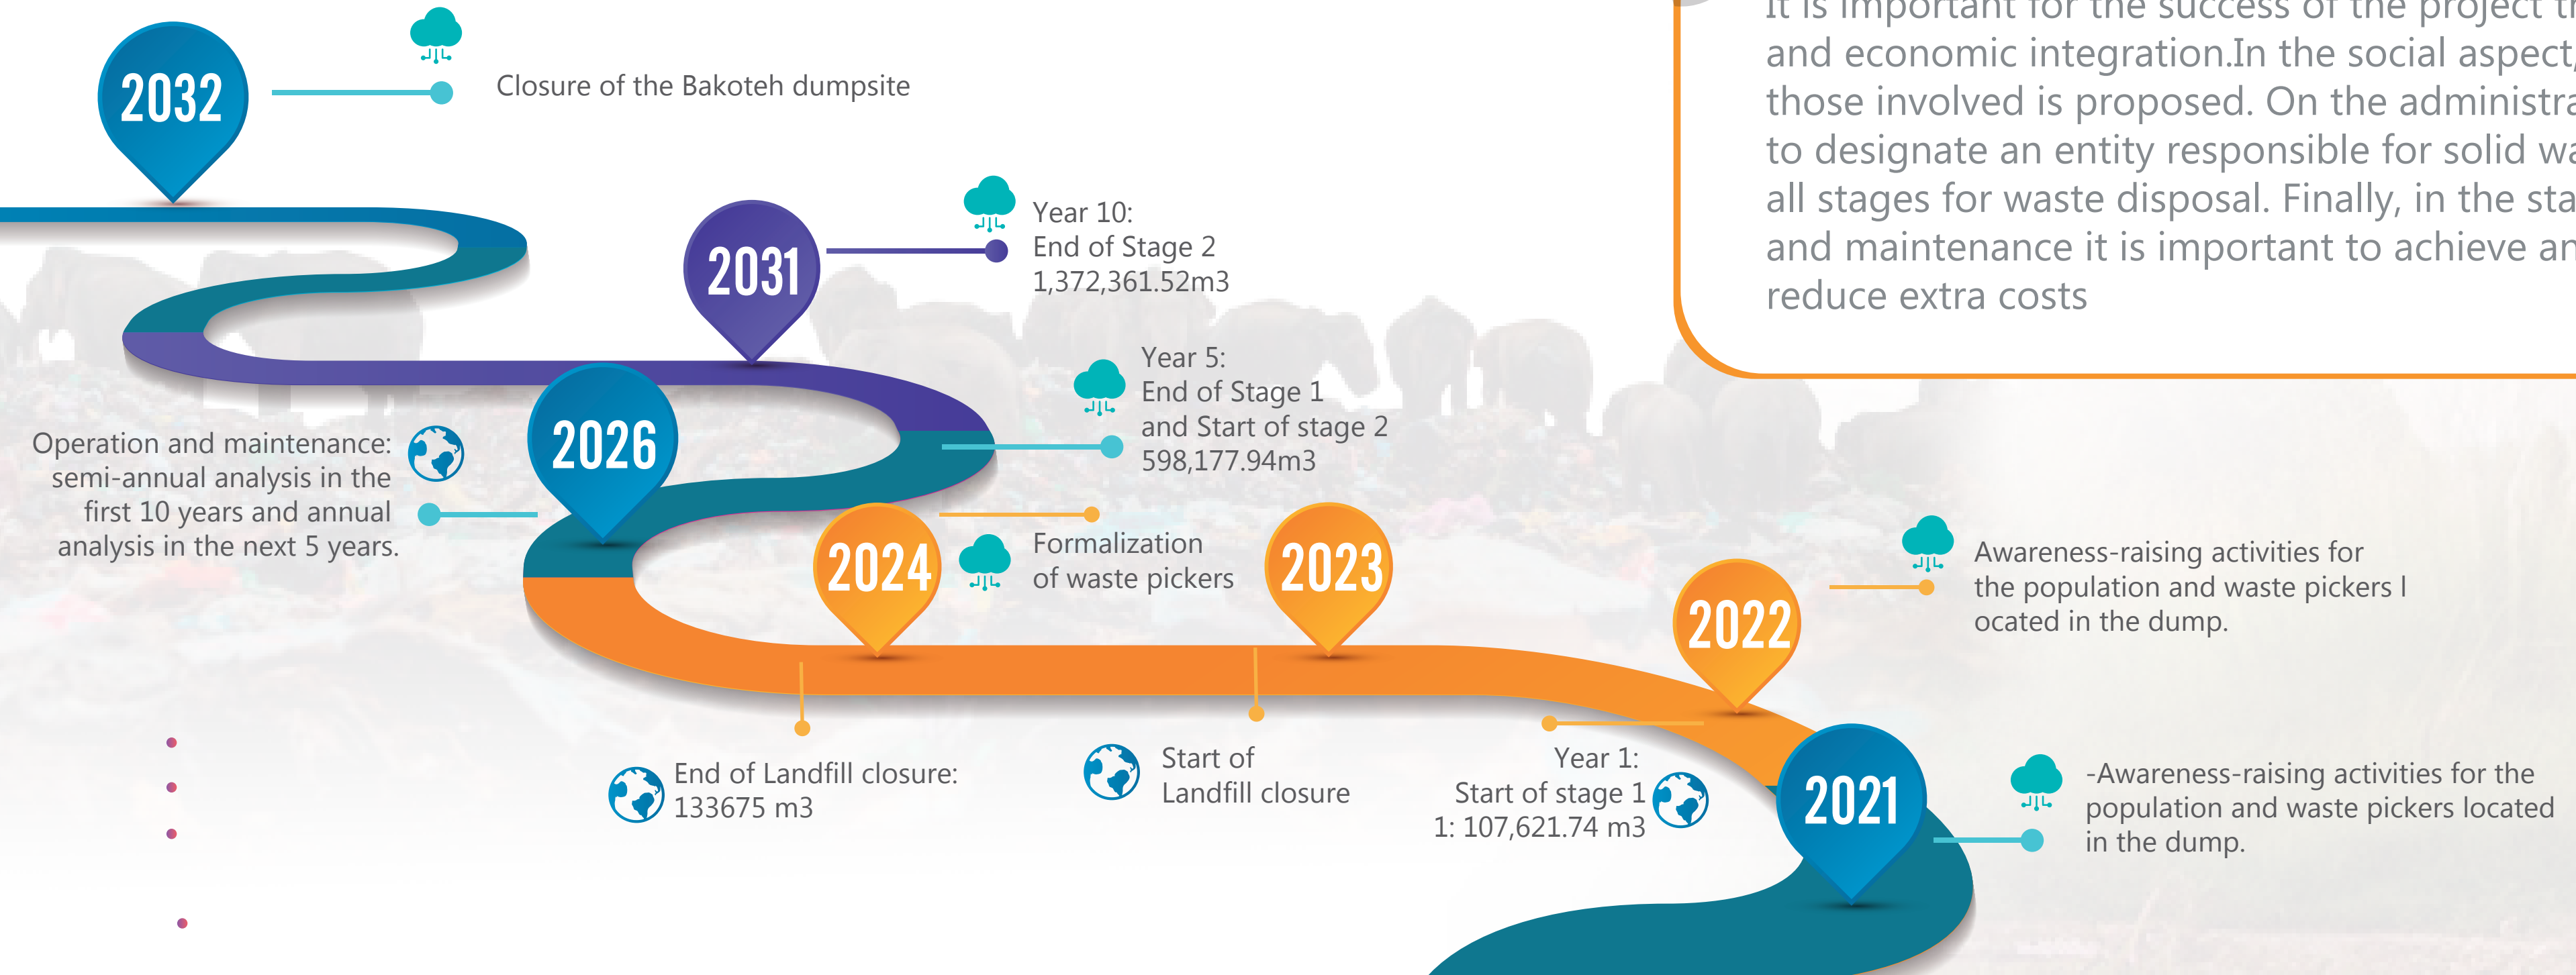 It is important for the success of the project
and economic integration.In the social aspect,
those involved is proposed. On the
to designate an entity responsible for solid
all stages for waste disposal. Finally, in the
and maintenance it is important to achieve
reduce extra costs
2032
Closure of the Bakoteh dumpsite
2031
Year 10:
End of Stage 2
1,372,361.52m3
Year 5:
End of Stage 1
and Start of stage 2
598,177.94m3
2026
Operation and maintenance:
semi-annual analysis in the
first 10 years and annual
analysis in the next 5 years.
2024
Formalization
of waste pickers
2023
2022
Awareness-raising activities for
the population and waste pickers l
ocated in the dump.
End of Landfill closure:
133675 m3
Start of
Landfill closure
Year 1:
Start of stage 1
1: 107,621.74 m3
2021
-Awareness-raising activities for the
population and waste pickers located
in the dump.